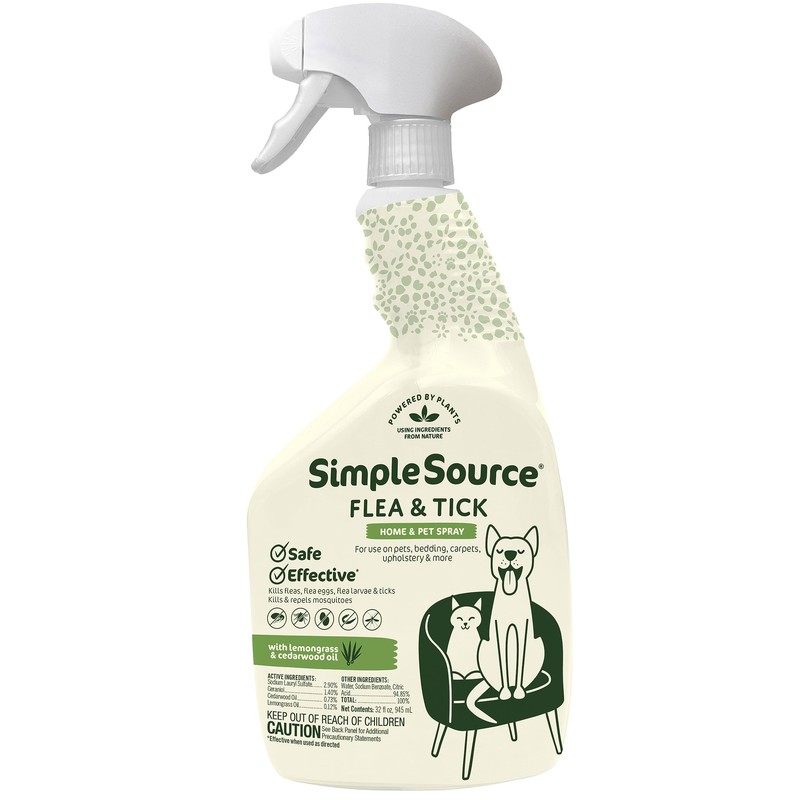 POWERED BY PLANTS
USING INGREDIENTS
FROM NATURE
SimpleSource®
FLEA & TICK
HOME & PET SPRAY
For use on pets, bedding, carpets,
upholstery & more
Safe
Effective*
Kills fleas, flea eggs, flea larvae & ticks
Kills & repels mosquitoes
with lemongrass
& cedarwood oil
ACTIVE INGREDIENTS:
Sodium Lauryl Sulfate.....2.90%
Geraniol.....1.40%
Cedarwood Oil.....0.73%
Lemongrass Oil.....0.12%
OTHER INGREDIENTS:
Water, Sodium Benzoate, Citric
Acid.....94.85%
TOTAL:.....100%
Net Contents: 32 fl oz, 945 mL
KEEP OUT OF REACH OF CHILDREN
CAUTION See Back Panel for Additional
Precautionary Statements
*Effective when used as directed